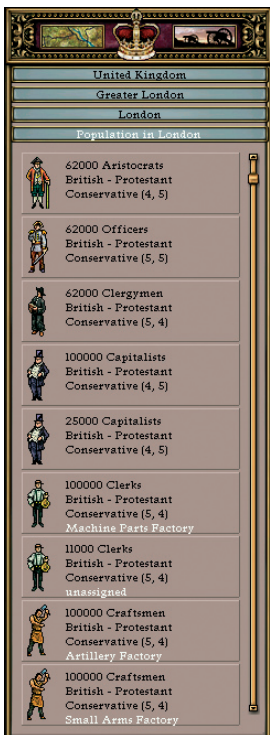 United Kingdom
Greater London
London
Population in London
62000 Aristocrats
British - Protestant
Conservative (4, 5)
62000 Officers
British - Protestant
Conservative (5, 5)
62000 Clergymen
British - Protestant
Conservative (5, 4)
100000 Capitalists
British - Protestant
Conservative (4, 5)
25000 Capitalists
British - Protestant
Conservative (4, 5)
100000 Clerks
British - Protestant
Conservative (5, 4)
Machine Parts Factory
11000 Clerks
British - Protestant
Conservative (5, 4)
unassigned
100000 Craftsmen
British - Protestant
Conservative (5, 4)
Artillery Factory
100000 Craftsmen
British - Protestant
Conservative (5, 4)
Small Arms Factory